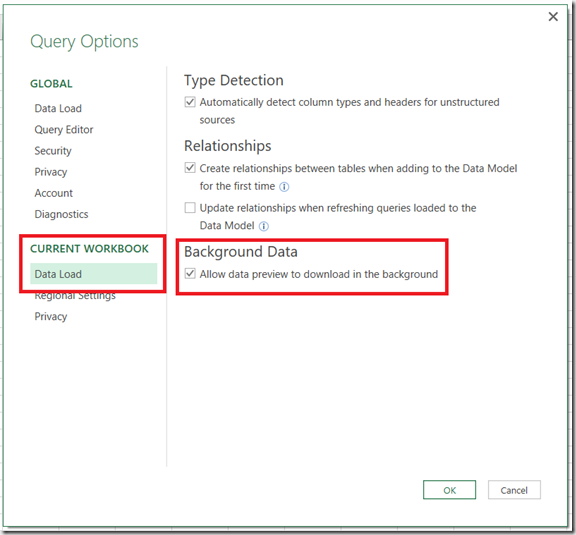 Query Options
GLOBAL
Data Load
Query Editor
Security
Privacy
Account
Diagnostics
CURRENT WORKBOOK
Data Load
Regional Settings
Privacy
Type Detection
Automatically detect column types and headers for unstructured
sources
Relationships
Create relationships between tables when adding to the Data Model
for the first time
Update relationships when refreshing queries loaded to the
Data Model
Background Data
Allow data preview to download in the background
OK
Cancel